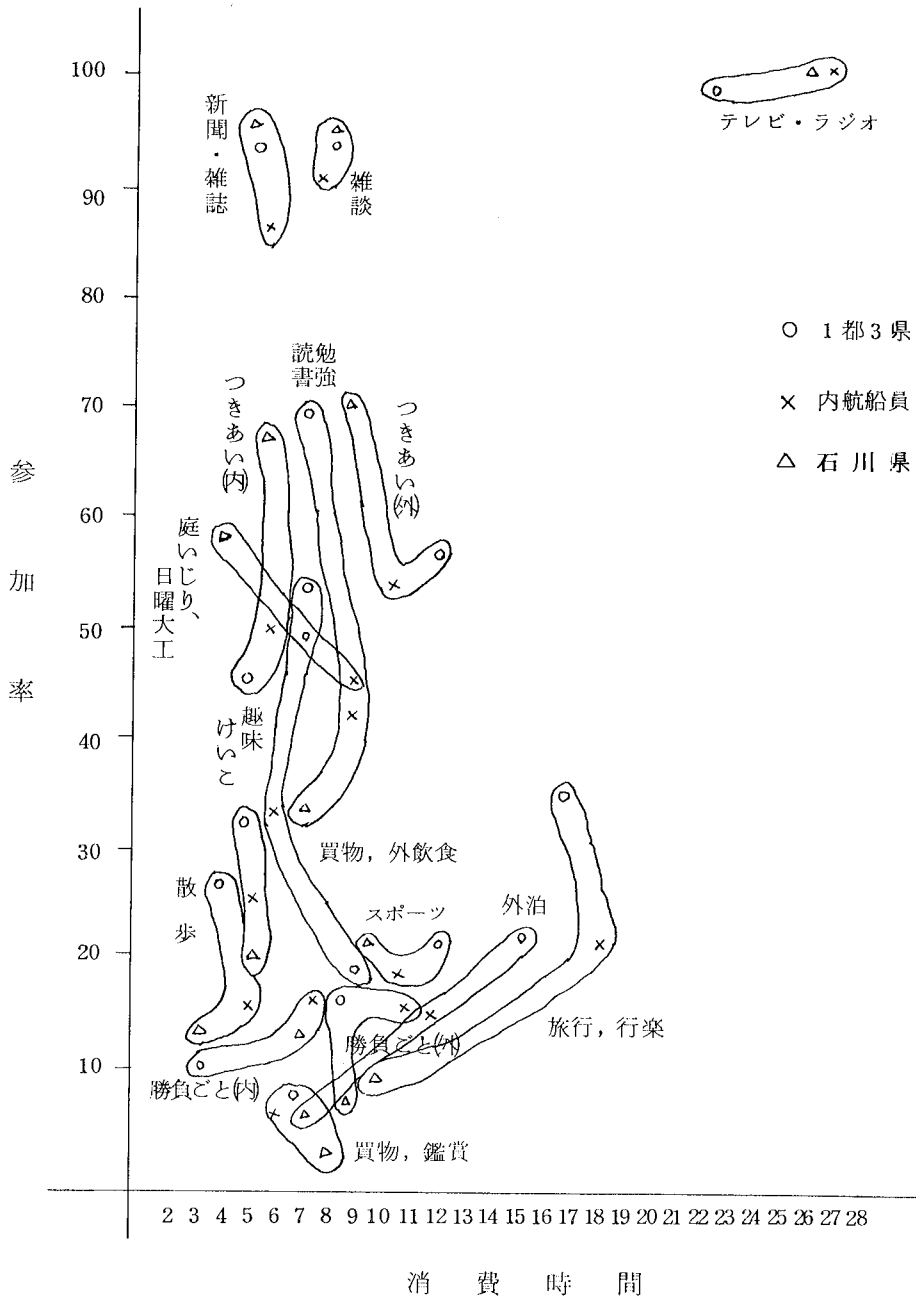 100
90
80
70
60
50
40
30
20
10
参加率
新聞・雑誌
雑談
テレビ・ラジオ
○ 1都3県
× 内航船員
△ 石川県
読書
勉強
つきあい(内)
つきあい(外)
庭いじり、
日曜大工
趣味
けいこ
買物,外飲食
散歩
スポーツ
外泊
旅行,行楽
勝負ごと(外)
勝負ごと(内)
買物,鑑賞
2 3 4 5 6 7 8 9 10 11 12 13 14 15 16 17 18 19 20 21 22 23 24 25 26 27 28
消費時間